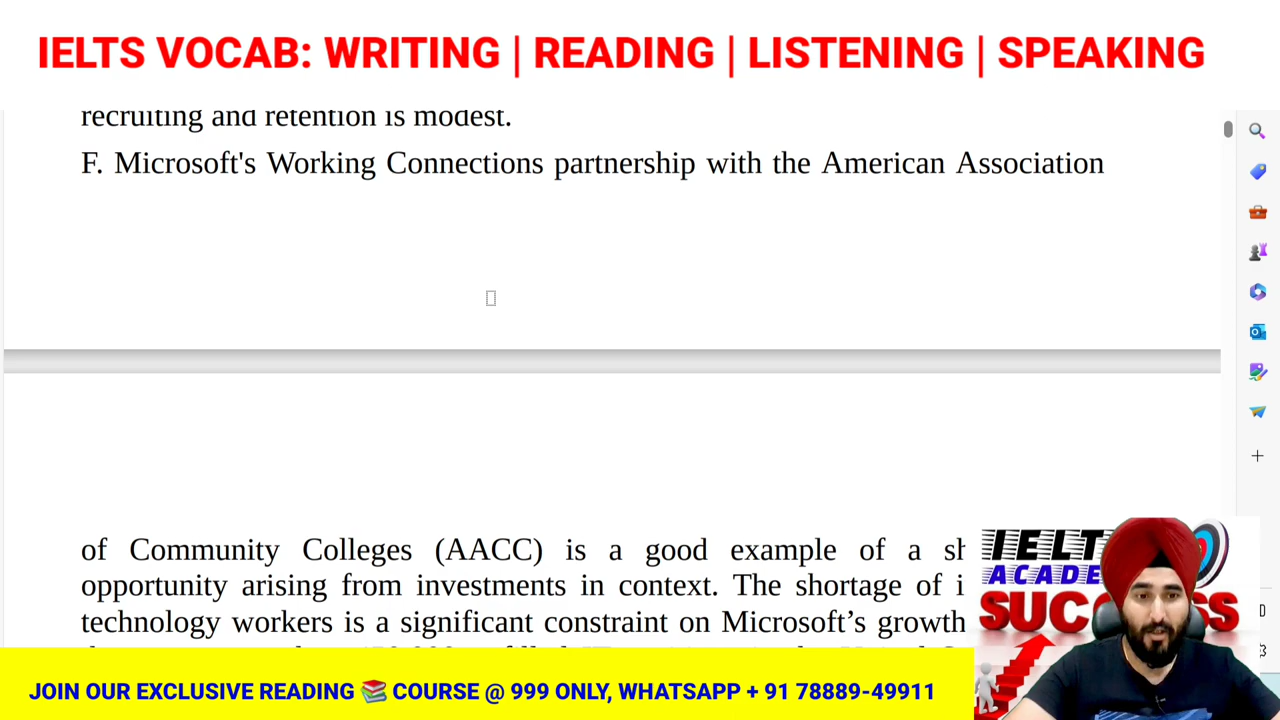 IELTS VOCAB: WRITING | READING | LISTENING | SPEAKING
recruiting and retention is modest.
F. Microsoft's Working Connections partnership with the American Association
of Community Colleges (AACC) is a good example of a
opportunity arising from investments in context. The shortage of
technology workers is a significant constraint on Microsoft's growth
ACADE
SUCCESS
JOIN OUR EXCLUSIVE READING 📚 COURSE @ 999 ONLY, WHATSAPP + 91 78889-49911